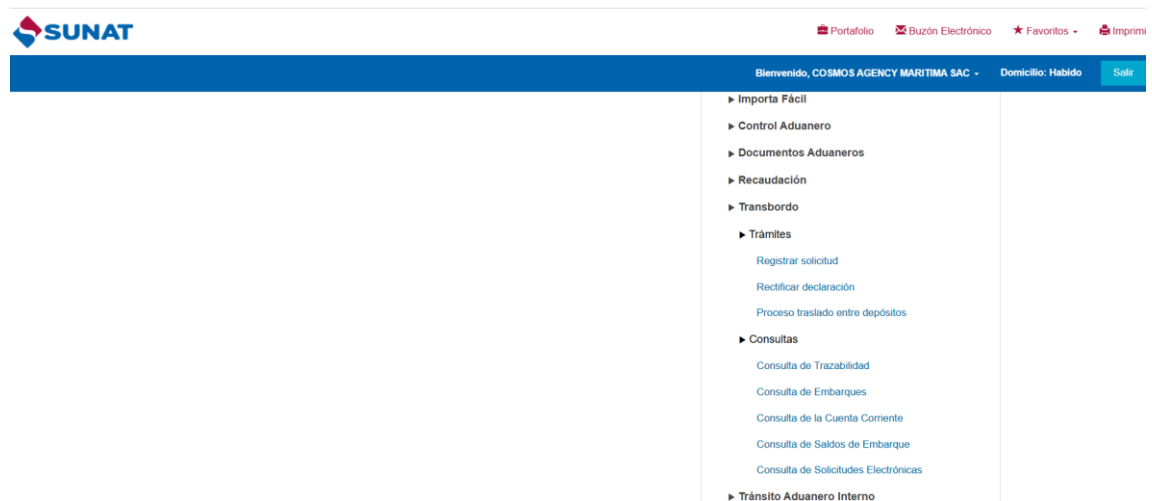 SUNAT
Portafolio Buzón Electrónico Favoritos Imprimi
Bienvenido, COSMOS AGENCY MARITIMA SAC Domicilio: Habido Salir
Importa Fácil
Control Aduanero
Documentos Aduaneros
Recaudación
Transbordo
Trámites
Registrar solicitud
Rectificar declaración
Proceso traslado entre depósitos
Consultas
Consulta de Trazabilidad
Consulta de Embarques
Consulta de la Cuenta Corriente
Consulta de Saldos de Embarque
Consulta de Solicitudes Electrónicas
Tránsito Aduanero Interno